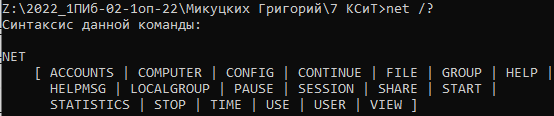 Z:\2022_1ПИб-02-1оп-22\Микуцких Григорий\7 КСиТ>net /?
Синтаксис данной команды:
NET
[ ACCOUNTS | COMPUTER | CONFIG | CONTINUE | FILE | GROUP | HELP |
HELPMSG | LOCALGROUP | PAUSE | SESSION | SHARE | START |
STATISTICS | STOP | TIME | USE | USER | VIEW ]